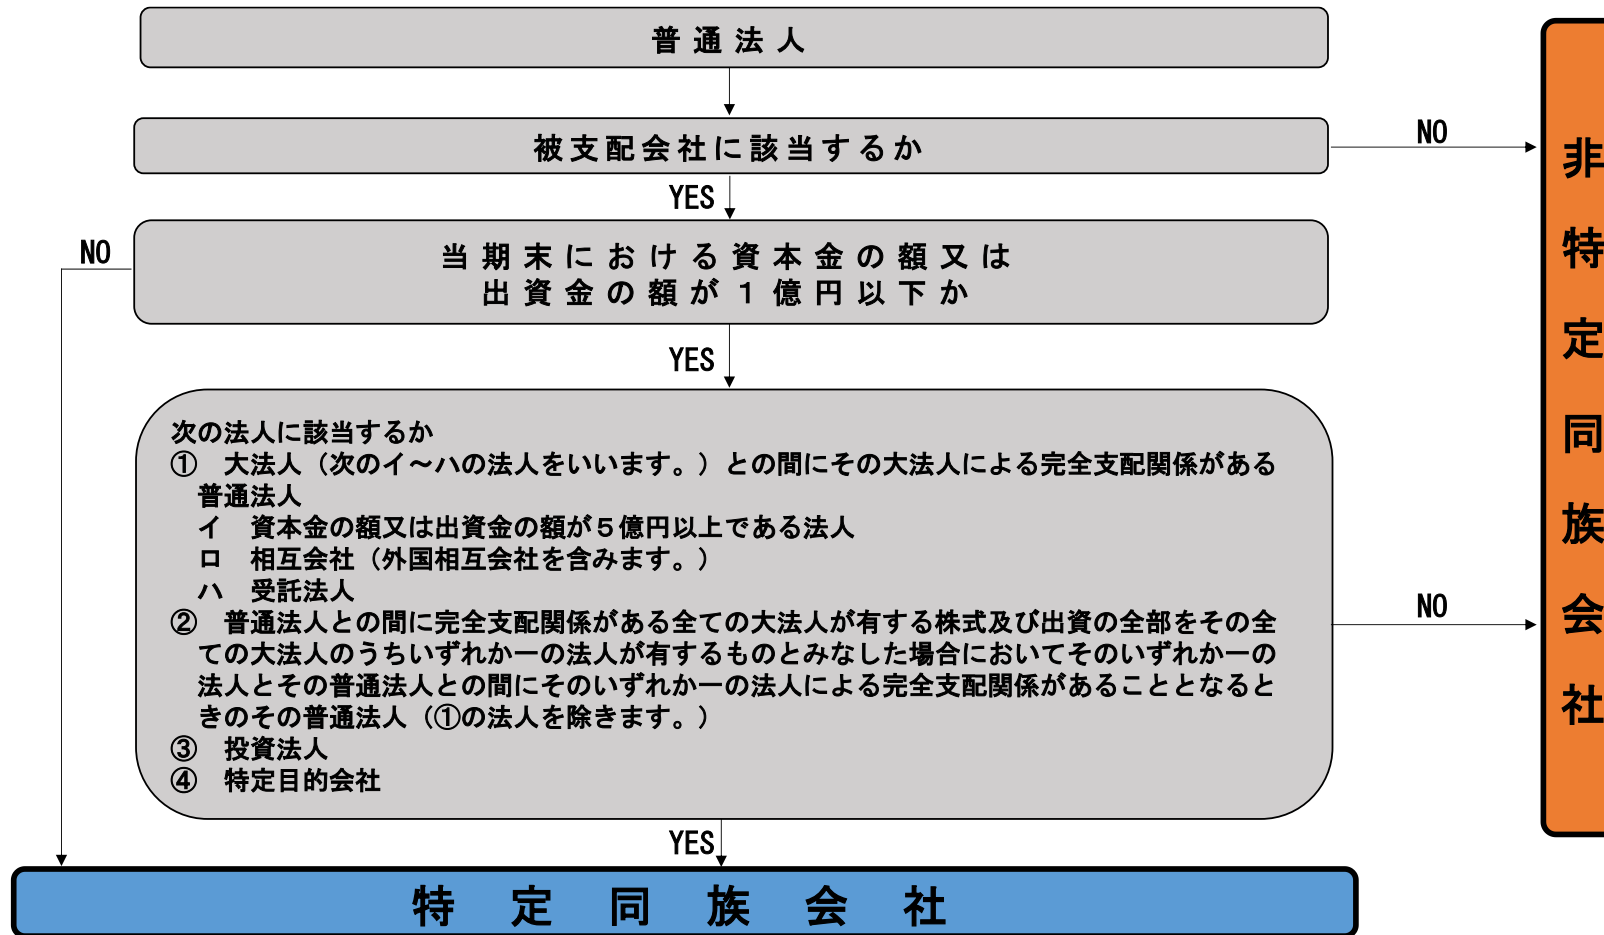 普通法人
被支配会社に該当するか
NO
YES
NO
当期末における資本金の額又は
出資金の額が１億円以下か
YES
次の法人に該当するか
①　大法人（次のイ～ハの法人をいいます。）との間にその大法人による完全支配関係がある
普通法人
イ　資本金の額又は出資金の額が５億円以上である法人
ロ　相互会社（外国相互会社を含みます。）
ハ　受託法人
②　普通法人との間に完全支配関係がある全ての大法人が有する株式及び出資の全部をその全
ての大法人のうちいずれか一の法人が有するものとみなした場合においてそのいずれか一の
法人とその普通法人との間にそのいずれか一の法人による完全支配関係があることとなると
きのその普通法人（①の法人を除きます。）
③　投資法人
④　特定目的会社
NO
YES
特定同族会社
非特定同族会社